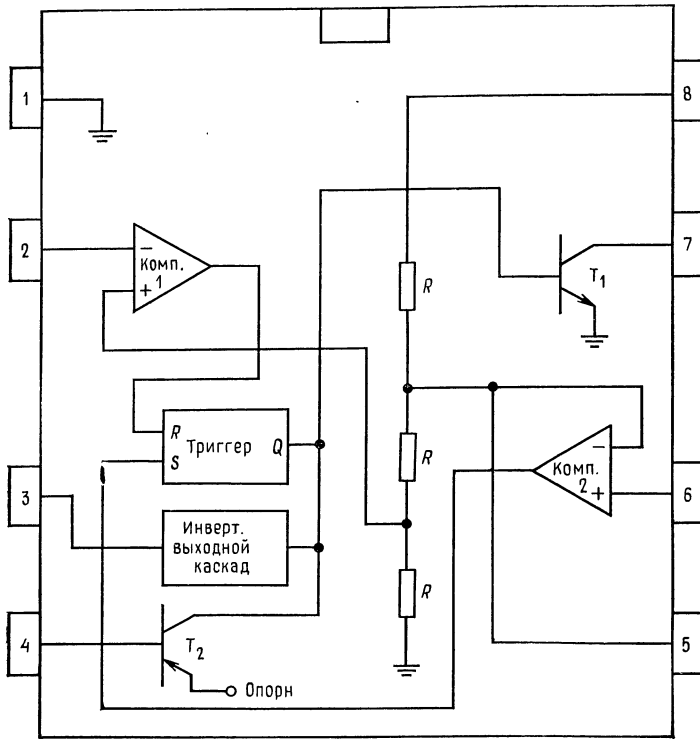 1
8
2
–
Комп.
1
+
7
T1
R
R
Триггер
Q
S
R
–
Комп.
2
+
3
6
Инверт.
выходной
каскад
R
4
T2
5
Опорн